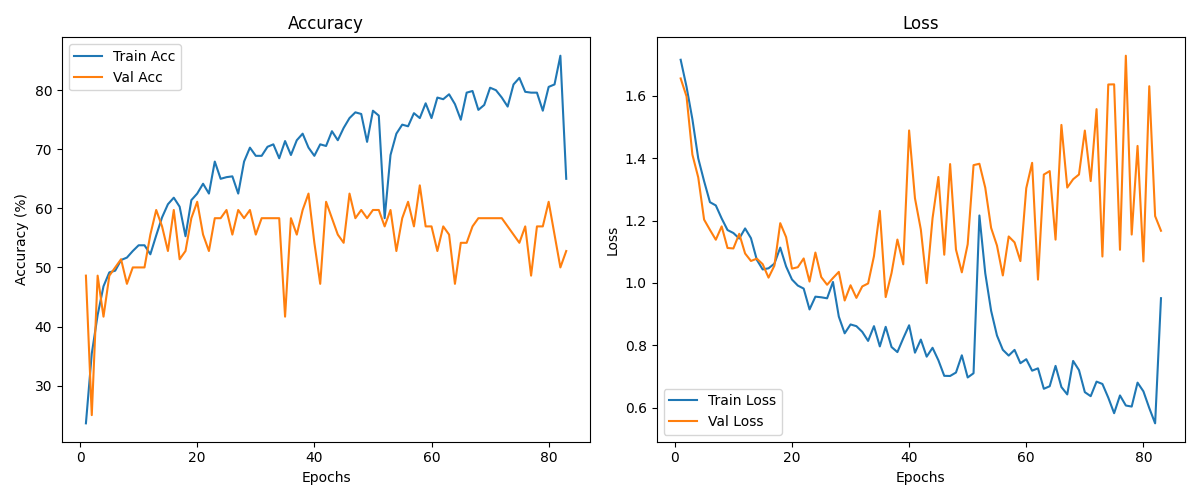 Accuracy
Train Acc
Val Acc
80
70
60
50
40
30
Accuracy (%)
0
20
40
60
80
Epochs
Loss
1.6
1.4
1.2
1.0
0.8
0.6
Loss
Train Loss
Val Loss
0
20
40
60
80
Epochs